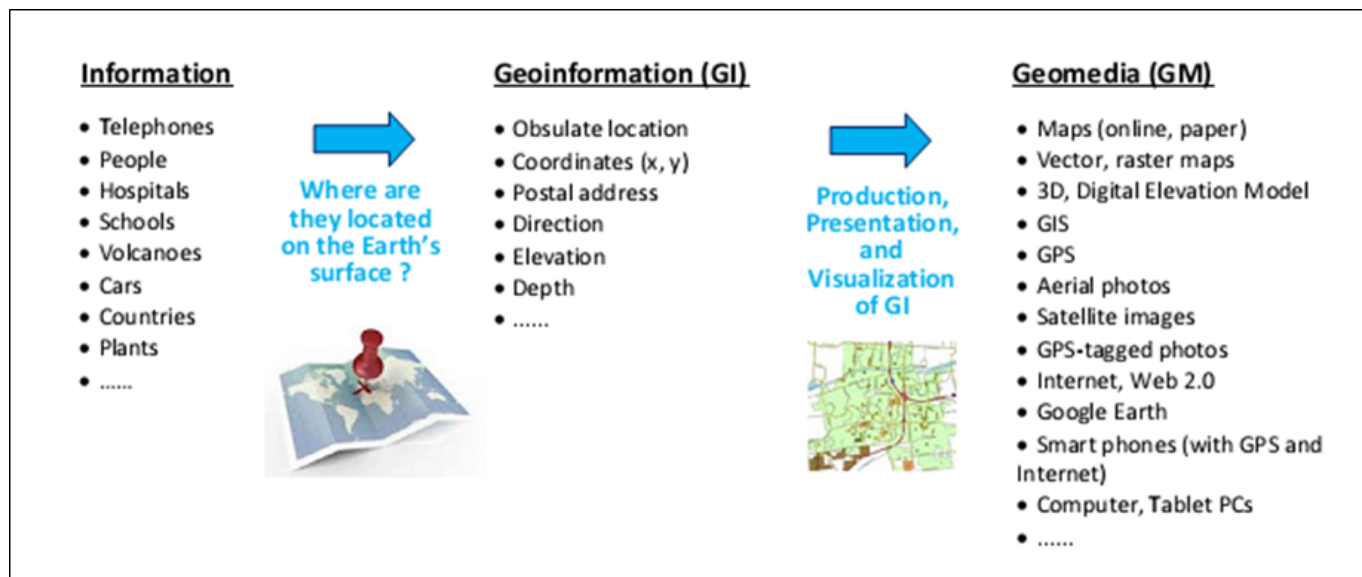 Information
• Telephones
• People
• Hospitals
• Schools
• Volcanoes
• Cars
• Countries
• Plants
• ......
Where are
they located
on the Earth's
surface ?
Geoinformation (GI)
• Obsulate location
• Coordinates (x, y)
• Postal address
• Direction
• Elevation
• Depth
• ......
Production,
Presentation,
and
Visualization
of GI
Geomedia (GM)
• Maps (online, paper)
• Vector, raster maps
• 3D, Digital Elevation Model
• GIS
• GPS
• Aerial photos
• Satellite images
• GPS-tagged photos
• Internet, Web 2.0
• Google Earth
• Smart phones (with GPS and
Internet)
• Computer, Tablet PCs
• ......